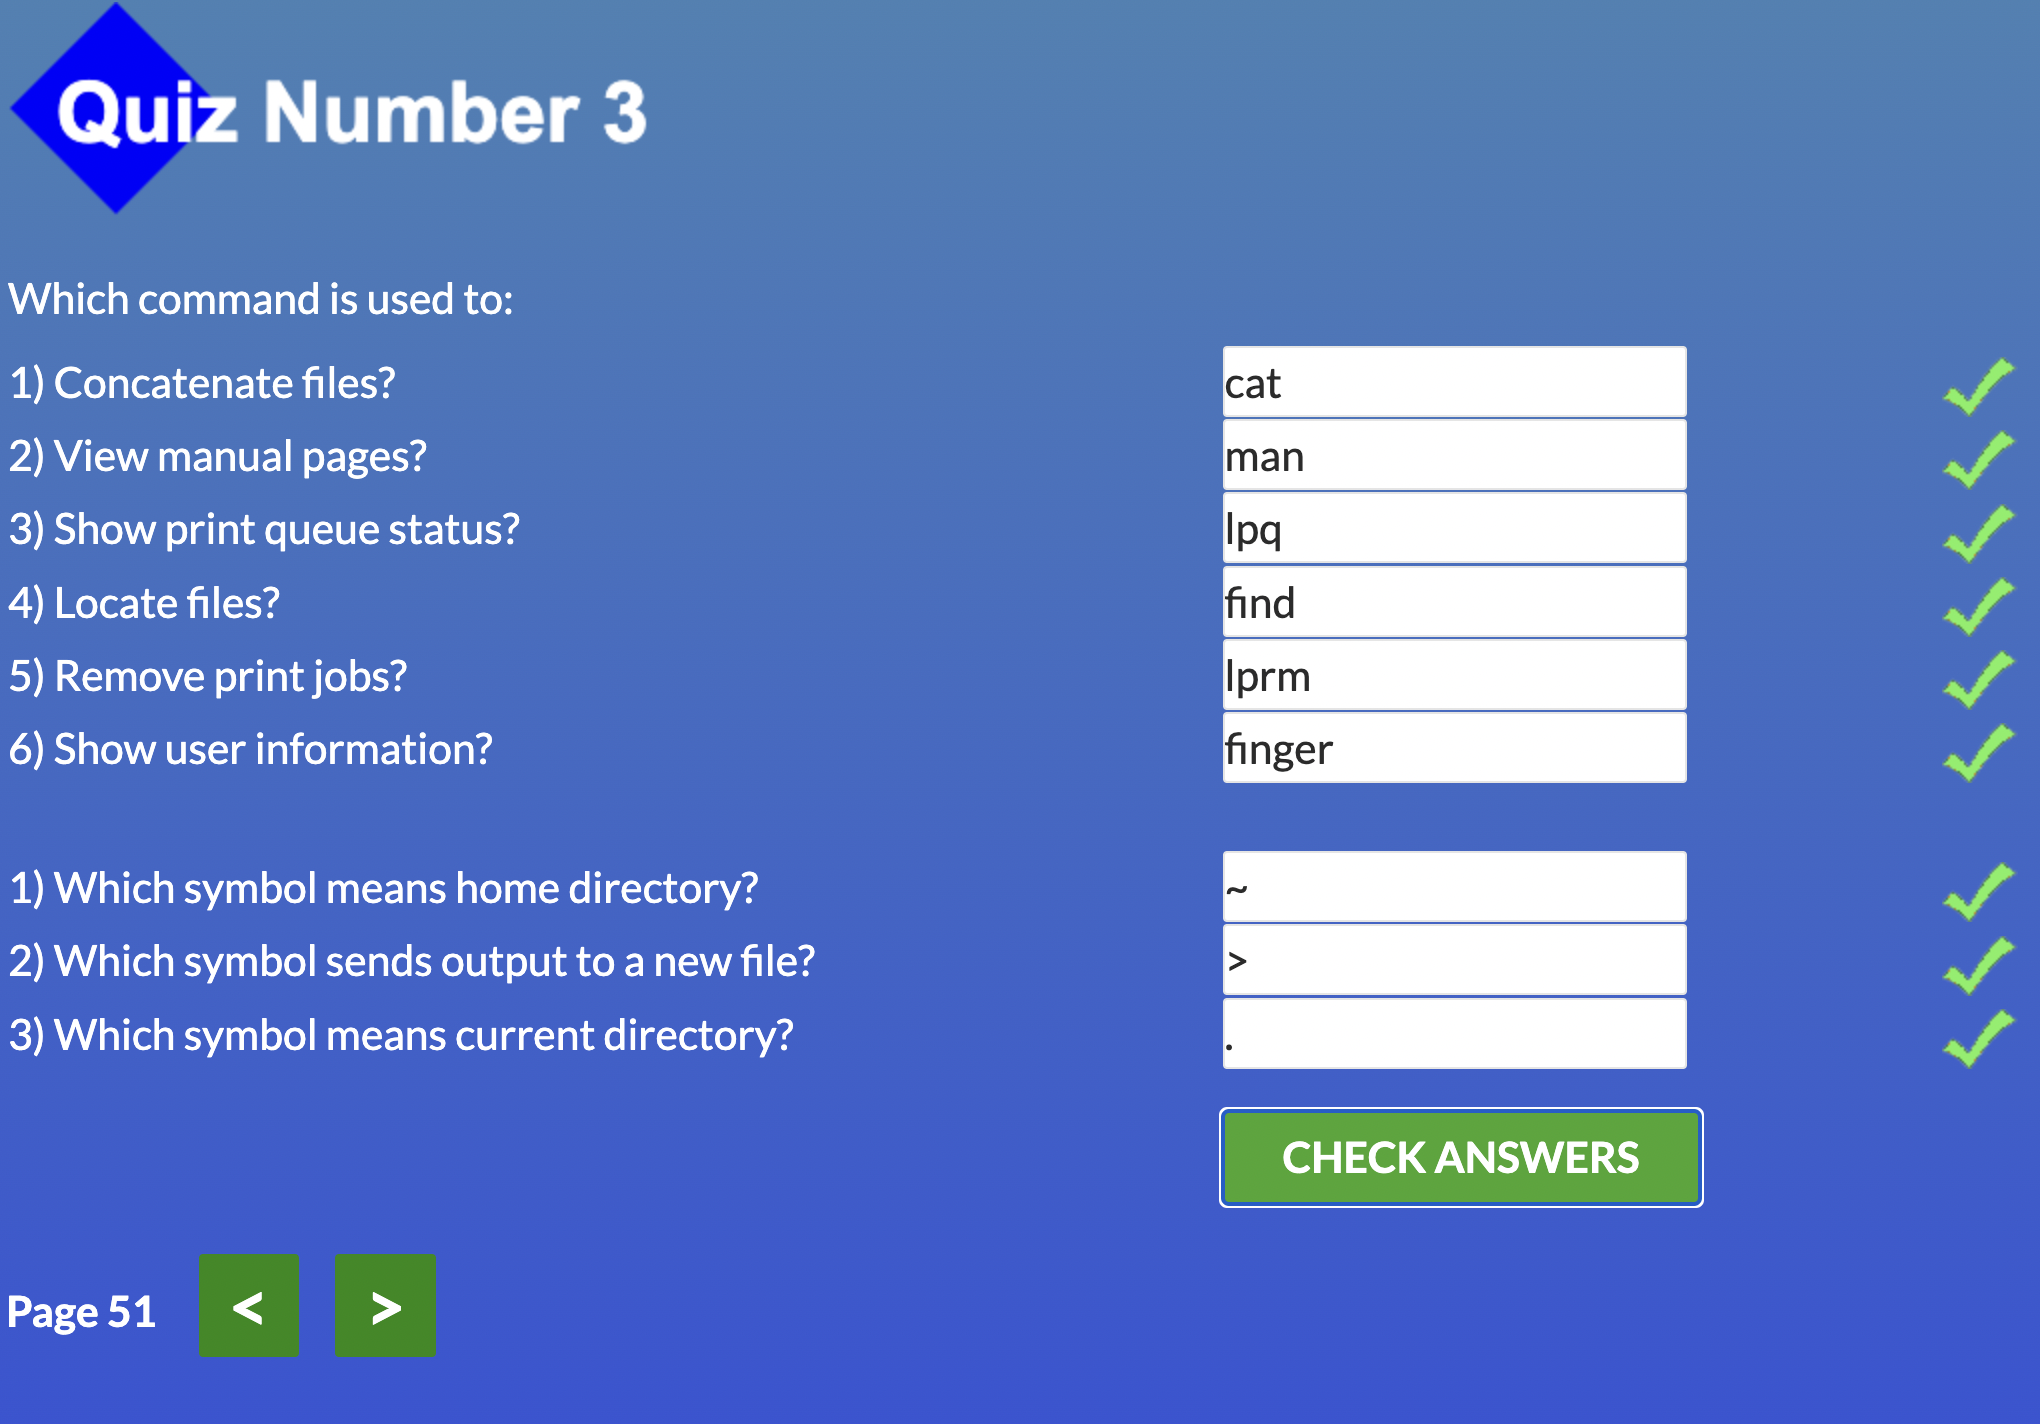 Quiz Number 3
Which command is used to:
1) Concatenate files? cat
2) View manual pages? man
3) Show print queue status? lpq
4) Locate files? find
5) Remove print jobs? lprm
6) Show user information? finger
1) Which symbol means home directory? ~
2) Which symbol sends output to a new file? >
3) Which symbol means current directory? .
CHECK ANSWERS
Page 51 < >